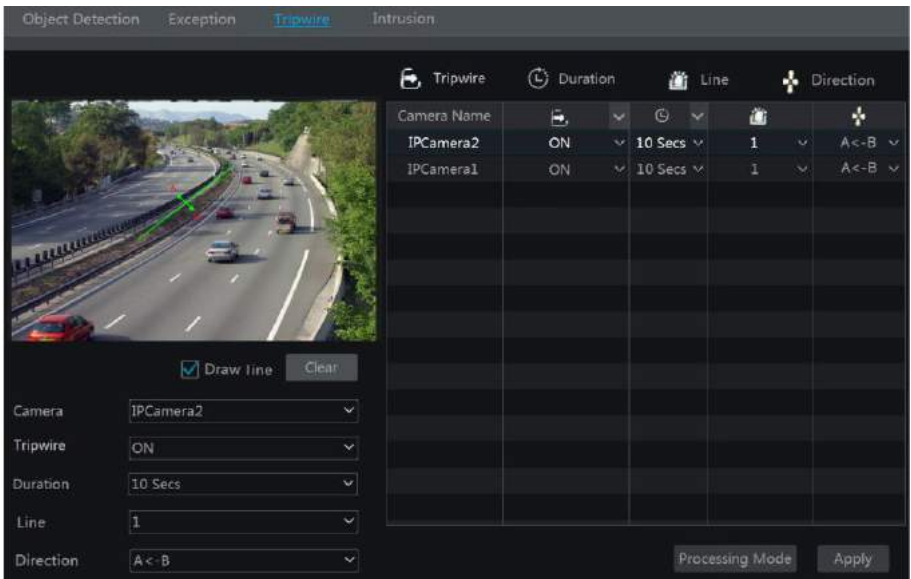 Object Detection Exception Tripwire Intrusion
Tripwire Duration Line Direction
Camera Name
IPCamera2 ON 10 Secs 1 A<-B
IPCamera1 ON 10 Secs 1 A<-B
Draw line Clear
Camera IPCamera2
Tripwire ON
Duration 10 Secs
Line 1
Direction A<-B
Processing Mode Apply